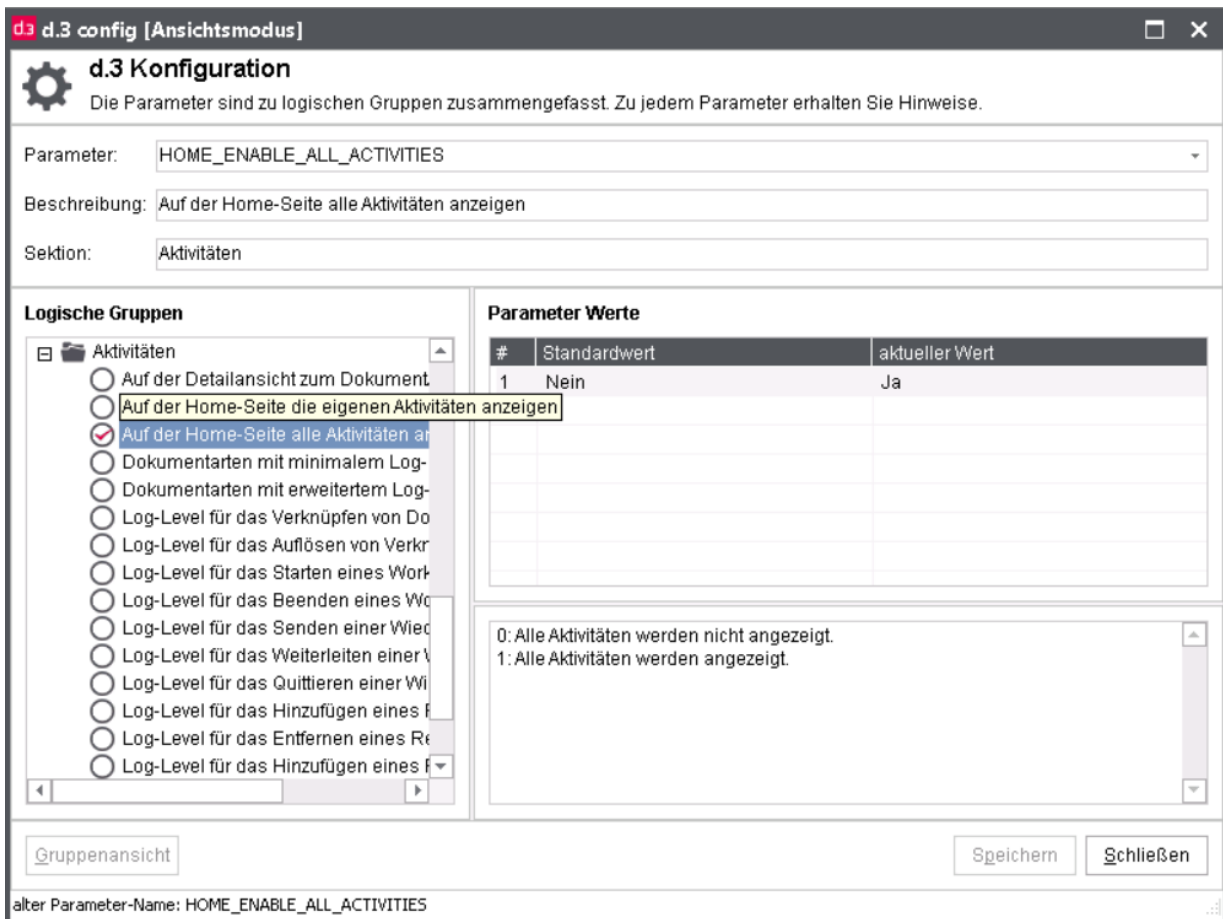 d.3 d.3 config [Ansichtsmodus]
d.3 Konfiguration
Die Parameter sind zu logischen Gruppen zusammengefasst. Zu jedem Parameter erhalten Sie Hinweise.
Parameter: HOME_ENABLE_ALL_ACTIVITIES
Beschreibung: Auf der Home-Seite alle Aktivitäten anzeigen
Sektion: Aktivitäten
Logische Gruppen
Aktivitäten
Auf der Detailansicht zum Dokument
Auf der Home-Seite die eigenen Aktivitäten anzeigen
Auf der Home-Seite alle Aktivitäten an
Dokumentarten mit minimalem Log-
Dokumentarten mit erweitertem Log-
Log-Level für das Verknüpfen von Do
Log-Level für das Auflösen von Verkn
Log-Level für das Starten eines Work
Log-Level für das Beenden eines Wo
Log-Level für das Senden einer Wied
Log-Level für das Weiterleiten einer W
Log-Level für das Quittieren einer Wi
Log-Level für das Hinzufügen eines R
Log-Level für das Entfernen eines Re
Log-Level für das Hinzufügen eines F
Parameter Werte
# Standardwert aktueller Wert
1 Nein Ja
0: Alle Aktivitäten werden nicht angezeigt.
1: Alle Aktivitäten werden angezeigt.
Gruppenansicht Speichern Schließen
alter Parameter-Name: HOME_ENABLE_ALL_ACTIVITIES